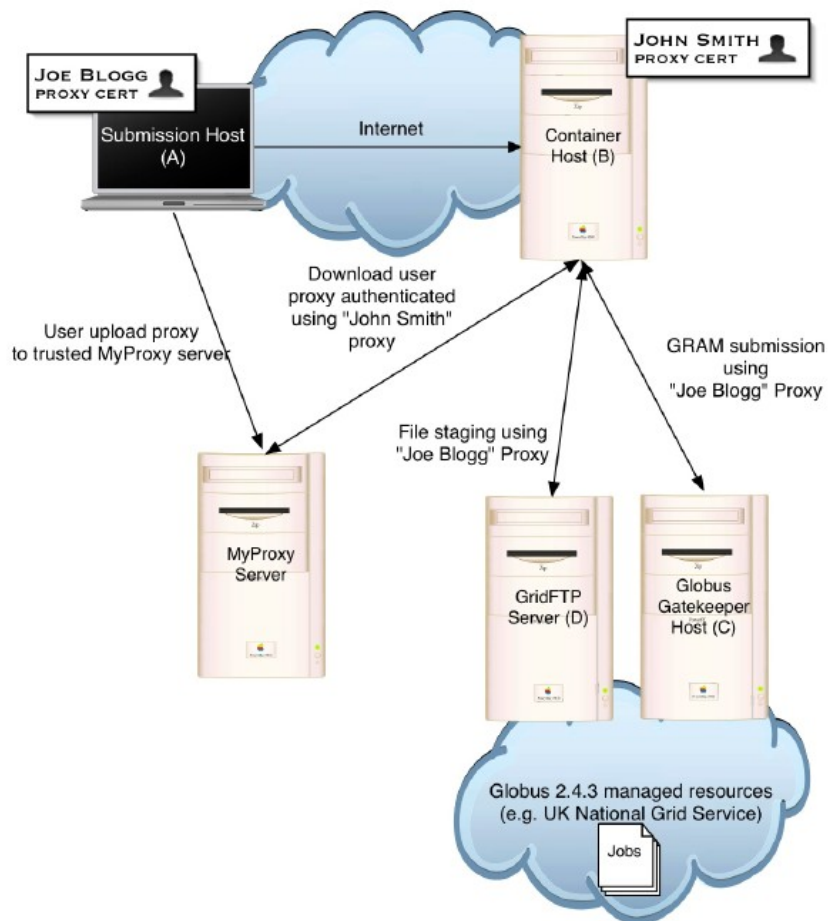 JOE BLOGG
PROXY CERT
JOHN SMITH
PROXY CERT
Submission Host
(A)
Internet
Container
Host (B)
Download user
proxy authenticated
using "John Smith"
proxy
User upload proxy
to trusted MyProxy server
GRAM submission
using
"Joe Blogg" Proxy
File staging using
"Joe Blogg" Proxy
MyProxy
Server
GridFTP
Server (D)
Globus
Gatekeeper
Host (C)
Globus 2.4.3 managed resources
(e.g. UK National Grid Service)
Jobs